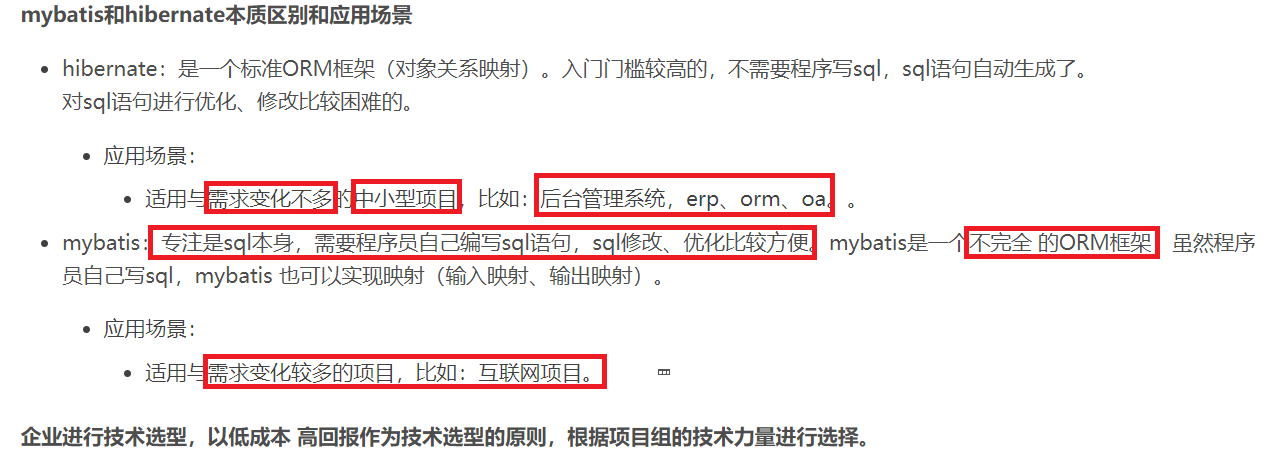 mybatis和hibernate本质区别和应用场景
hibernate：是一个标准ORM框架（对象关系映射）。入门门槛较高的，不需要程序写sql，sql语句自动生成了。
对sql语句进行优化、修改比较困难的。
应用场景：
适用与需求变化不多的中小型项目，比如：后台管理系统，erp、orm、oa。。
mybatis：专注是sql本身，需要程序员自己编写sql语句，sql修改、优化比较方便。mybatis是一个不完全 的ORM框架，虽然程序
员自己写sql，mybatis 也可以实现映射（输入映射、输出映射）。
应用场景：
适用与需求变化较多的项目，比如：互联网项目。
企业进行技术选型，以低成本 高回报作为技术选型的原则，根据项目组的技术力量进行选择。